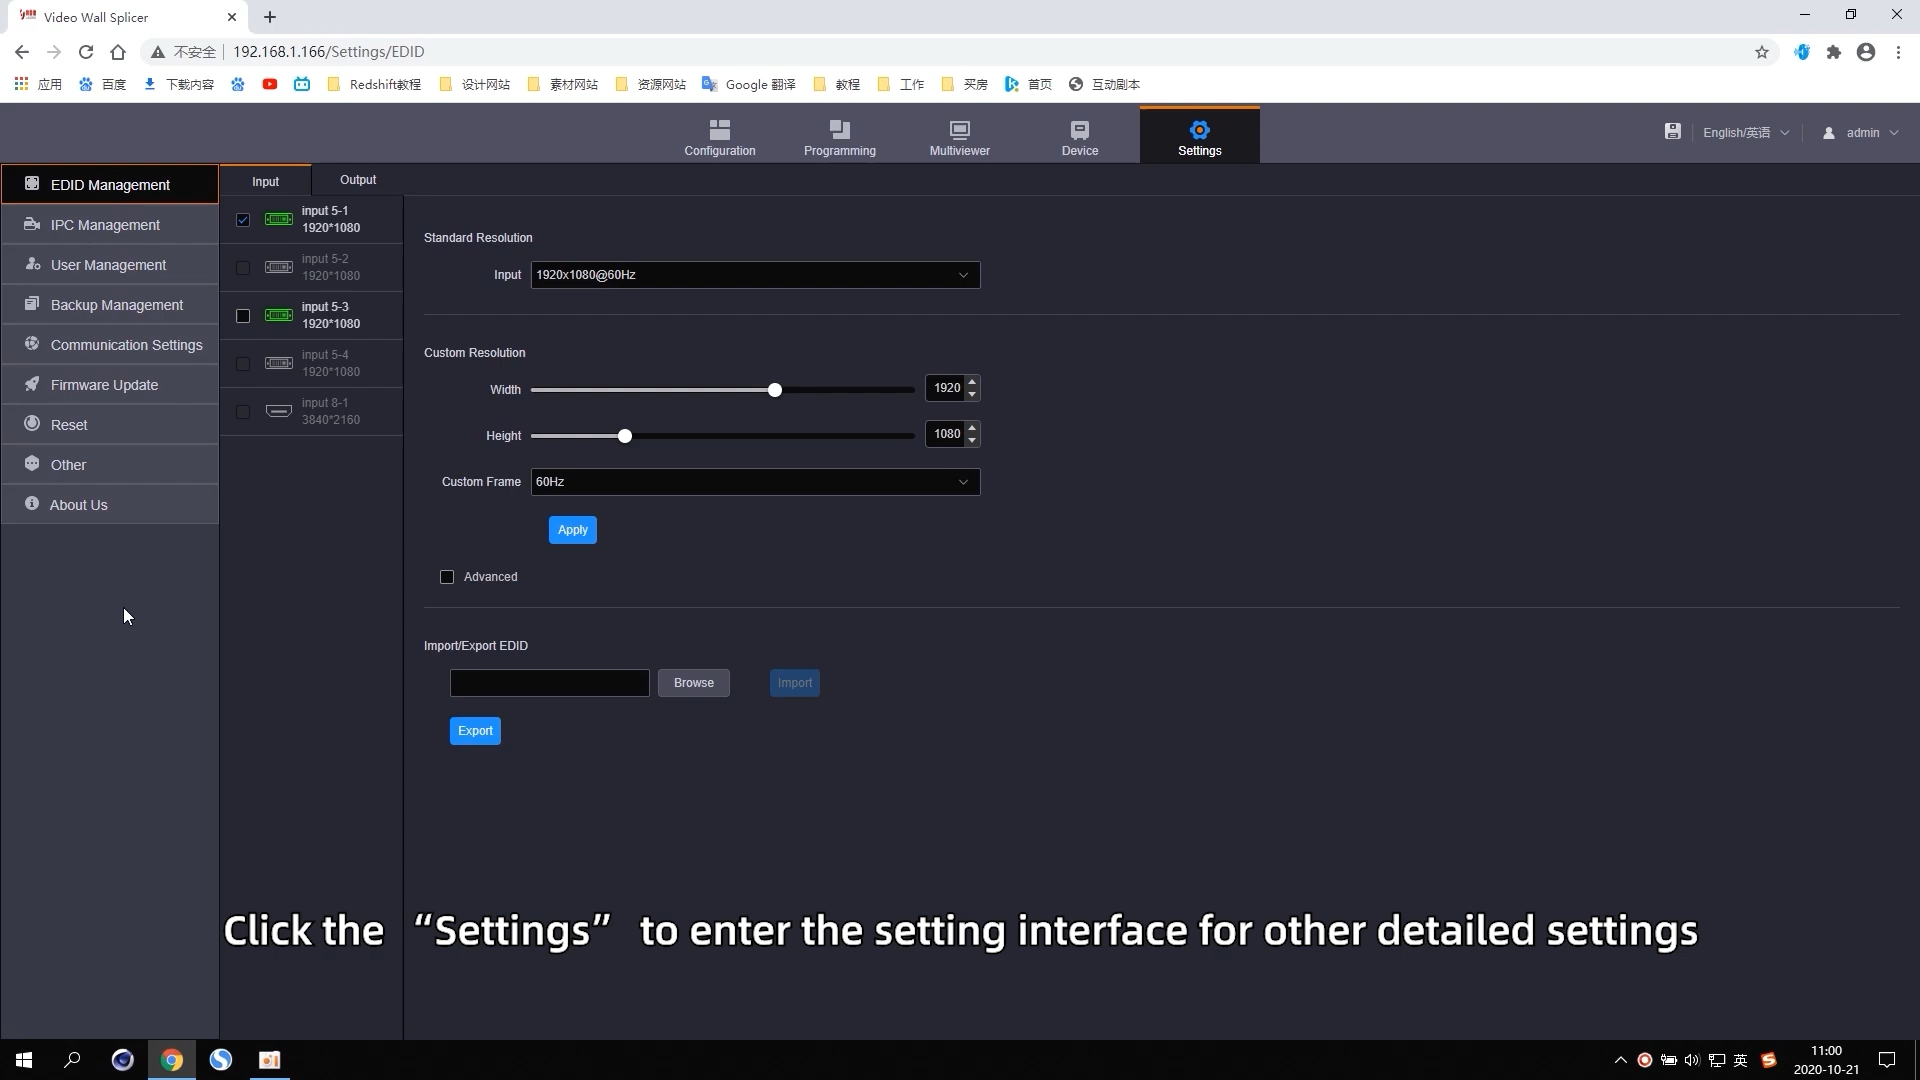 Video Wall Splicer
不安全 192.168.1.166/Settings/EDID
应用 百度 下载内容 Redshift教程 设计网站 素材网站 资源网站 Google 翻译 教程 工作 买房 首页 互动剧本
Configuration Programming Multiviewer Device Settings
English/英语 admin
EDID Management
IPC Management
User Management
Backup Management
Communication Settings
Firmware Update
Reset
Other
About Us
Input Output
input 5-1
1920*1080
input 5-2
1920*1080
input 5-3
1920*1080
input 5-4
1920*1080
input 8-1
3840*2160
Standard Resolution
Input 1920x1080@60Hz
Custom Resolution
Width 1920
Height 1080
Custom Frame 60Hz
Apply
Advanced
Import/Export EDID
Browse Import
Export
Click the “Settings” to enter the setting interface for other detailed settings
英
11:00
2020-10-21